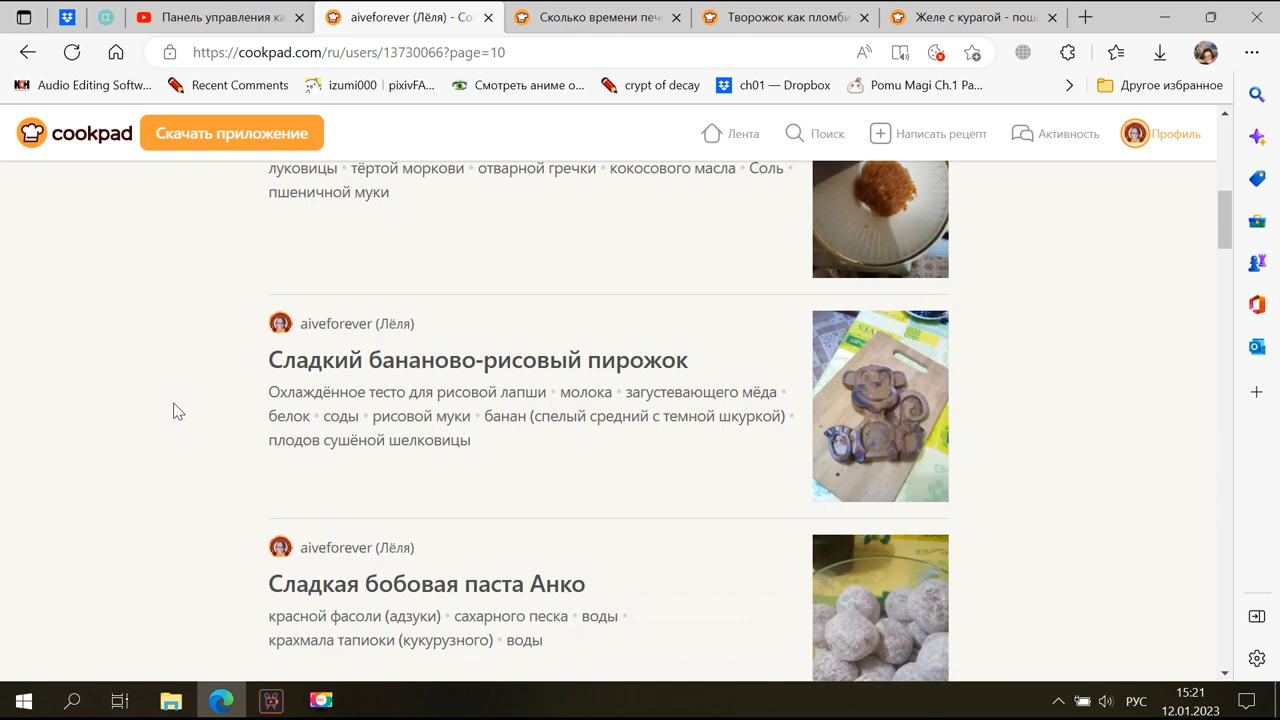 Панель управления ка
aiveforever (Лёля) - Co
Сколько времени печ
Творожок как пломби
Желе с курагой - пош
https://cookpad.com/ru/users/13730066?page=10
Audio Editing Softw...
Recent Comments
izumi000 | pixivFA...
Смотреть аниме о...
crypt of decay
ch01 — Dropbox
Pomu Magi Ch.1 Pa...
Другое избранное
cookpad
Скачать приложение
Лента
Поиск
Написать рецепт
Активность
Профиль
луковицы • тёртой моркови • отварной гречки • кокосового масла • Соль •
пшеничной муки
aiveforever (Лёля)
Сладкий бананово-рисовый пирожок
Охлаждённое тесто для рисовой лапши • молока • загустевающего мёда •
белок • соды • рисовой муки • банан (спелый средний с темной шкуркой) •
плодов сушёной шелковицы
aiveforever (Лёля)
Сладкая бобовая паста Анко
красной фасоли (адзуки) • сахарного песка • воды •
крахмала тапиоки (кукурузного) • воды
РУС
15:21
12.01.2023